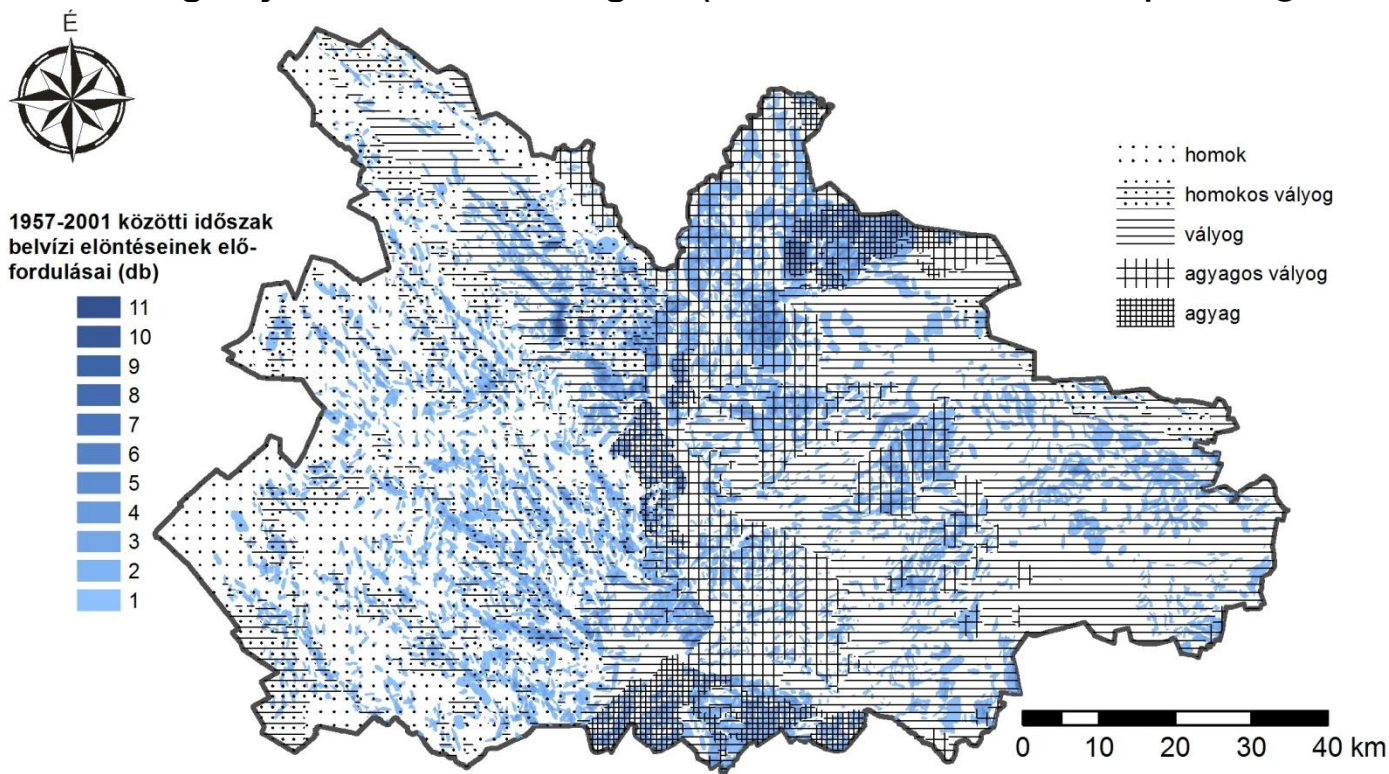 É
1957-2001 közötti időszak
belvízi elöntéseinek elő-
fordulásai (db)
11
10
9
8
7
6
5
4
3
2
1
homok
homokos vályog
vályog
agyagos vályog
agyag
0 10 20 30 40 km